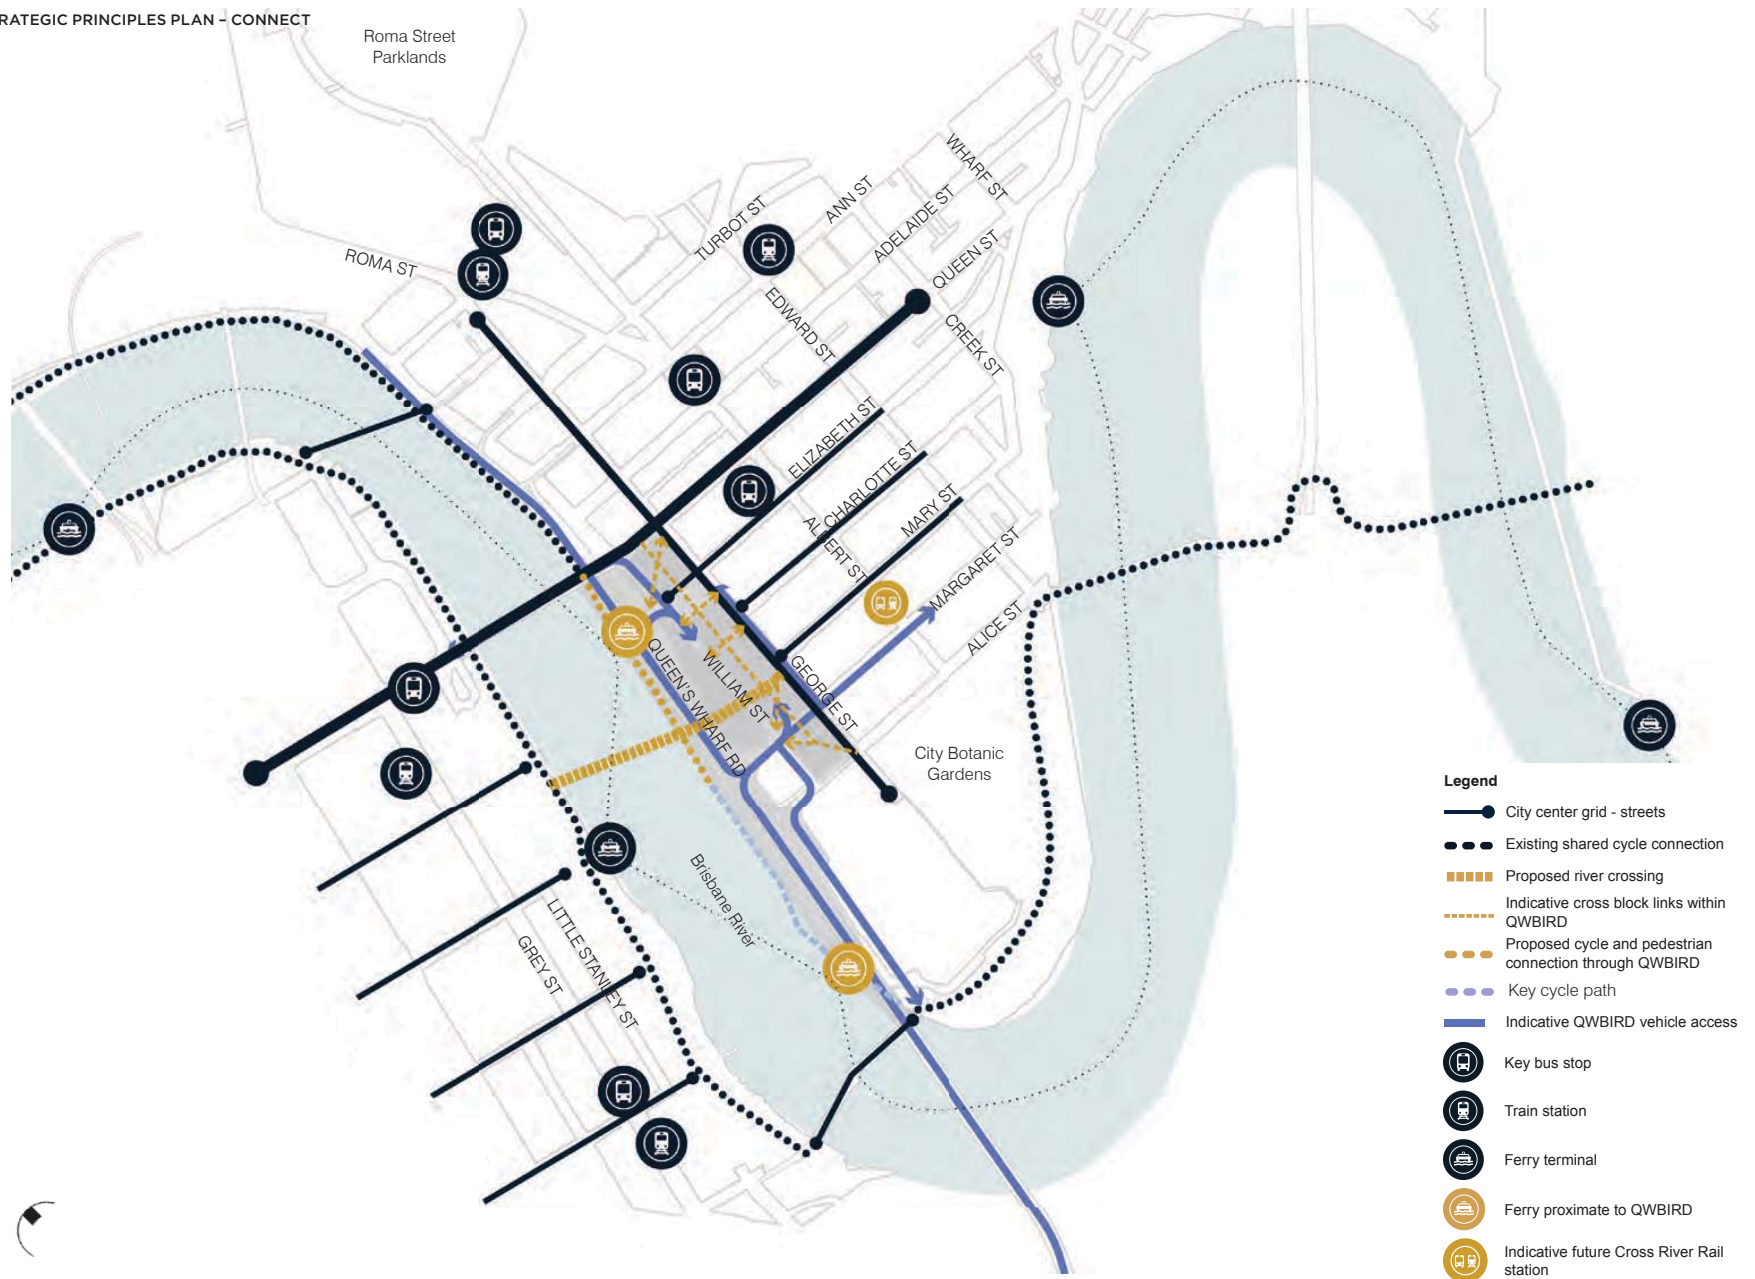 RATEGIC PRINCIPLES PLAN – CONNECT
Roma Street
Parklands
WHARF ST
ANN ST
ADELAIDE ST
TURBOT ST
QUEEN ST
ROMA ST
EDWARD ST
CREEK ST
ELIZABETH ST
CHARLOTTE ST
MARY ST
ALBERT ST
MARGARET ST
ALICE ST
QUEEN'S WHARF RD
WILLIAM ST
GEORGE ST
City Botanic
Gardens
Brisbane River
LITTLE STANLEY ST
GREY ST
Legend
City center grid - streets
Existing shared cycle connection
Proposed river crossing
Indicative cross block links within
QWBIRD
Proposed cycle and pedestrian
connection through QWBIRD
Key cycle path
Indicative QWBIRD vehicle access
Key bus stop
Train station
Ferry terminal
Ferry proximate to QWBIRD
Indicative future Cross River Rail
station